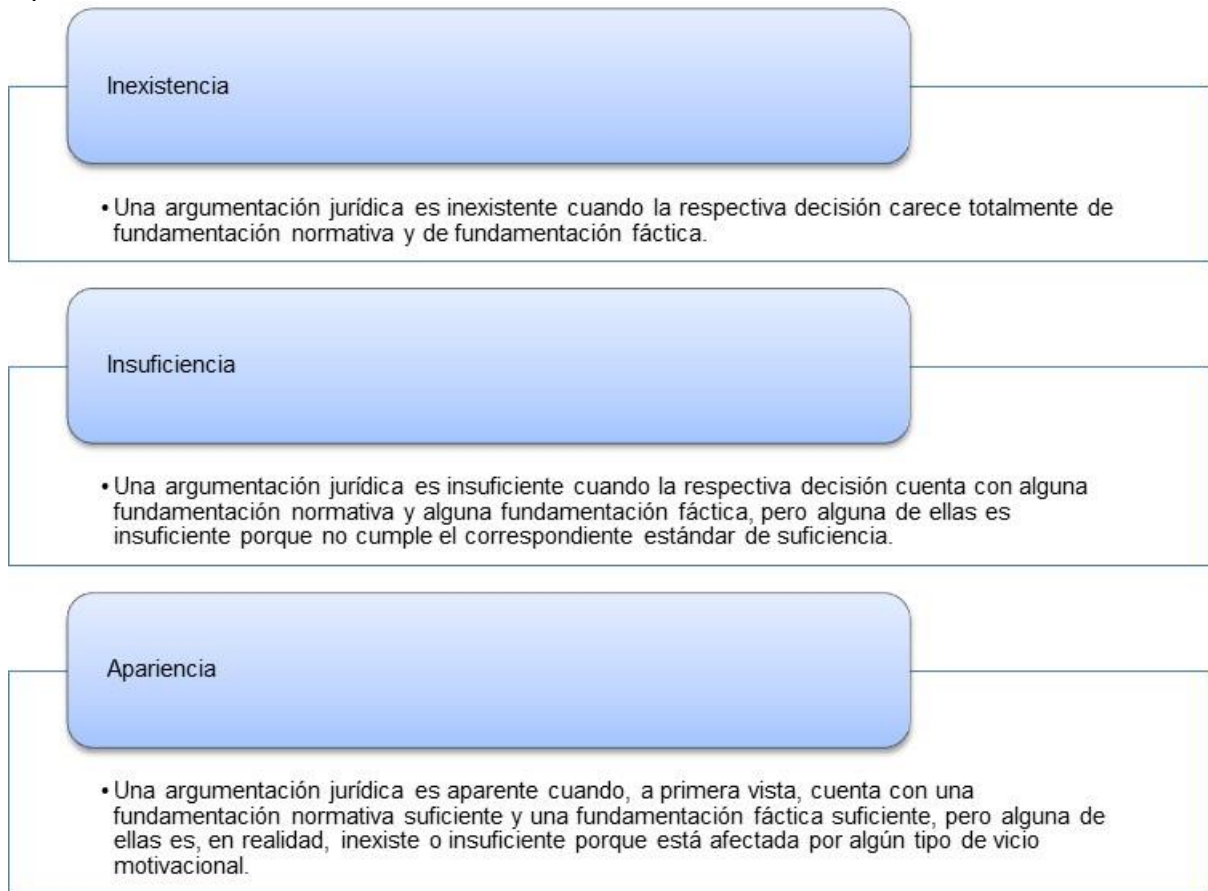 Inexistencia
• Una argumentación jurídica es inexistente cuando la respectiva decisión carece totalmente de
fundamentación normativa y de fundamentación fáctica.
Insuficiencia
• Una argumentación jurídica es insuficiente cuando la respectiva decisión cuenta con alguna
fundamentación normativa y alguna fundamentación fáctica, pero alguna de ellas es
insuficiente porque no cumple el correspondiente estándar de suficiencia.
Apariencia
• Una argumentación jurídica es aparente cuando, a primera vista, cuenta con una
fundamentación normativa suficiente y una fundamentación fáctica suficiente, pero alguna de
ellas es, en realidad, inexiste o insuficiente porque está afectada por algún tipo de vicio
motivacional.